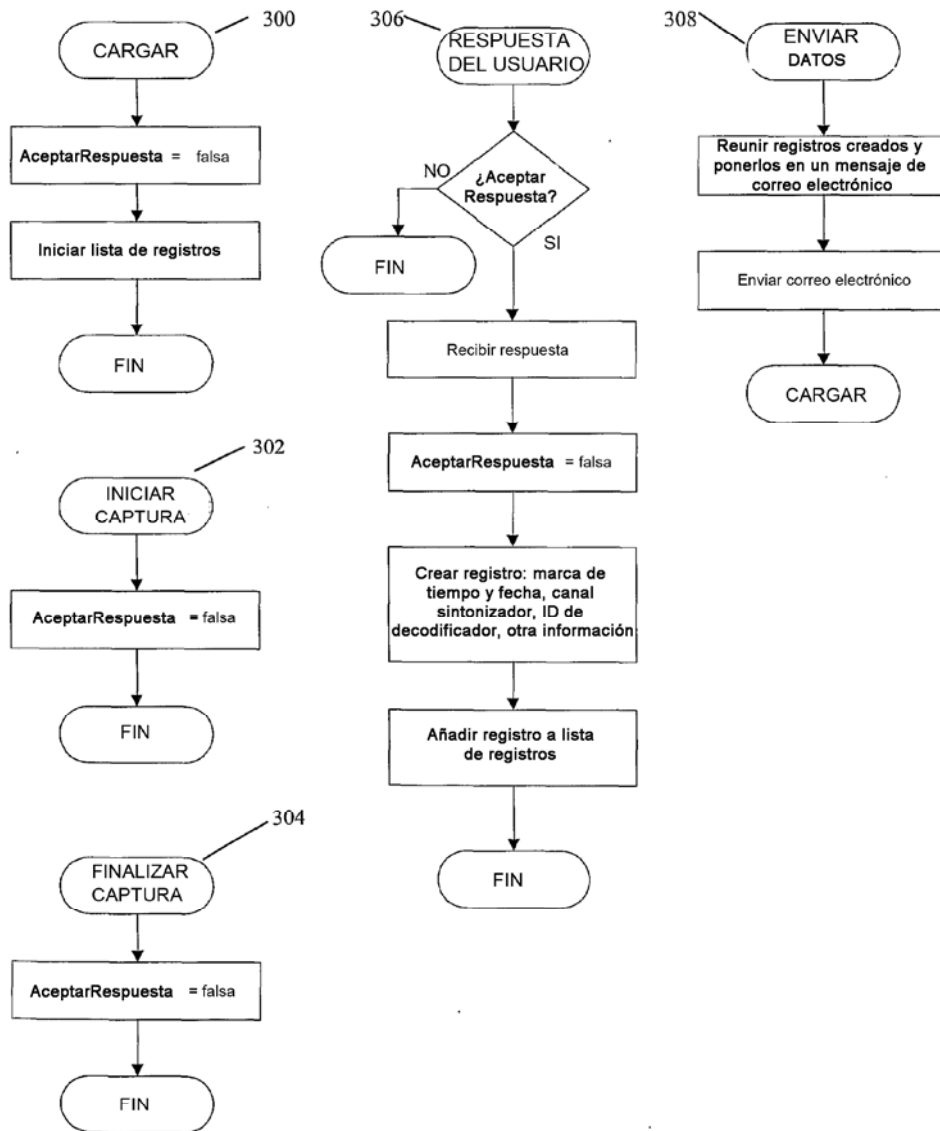 300
CARGAR
AceptarRespuesta = falsa
Iniciar lista de registros
FIN
302
INICIAR
CAPTURA
AceptarRespuesta = falsa
FIN
304
FINALIZAR
CAPTURA
AceptarRespuesta = falsa
FIN
306
RESPUESTA
DEL USUARIO
¿Aceptar
Respuesta?
NO
SI
FIN
Recibir respuesta
AceptarRespuesta = falsa
Crear registro: marca de
tiempo y fecha, canal
sintonizador, ID de
decodificador, otra información
Añadir registro a lista
de registros
FIN
308
ENVIAR
DATOS
Reunir registros creados y
ponerlos en un mensaje de
correo electrónico
Enviar correo electrónico
CARGAR